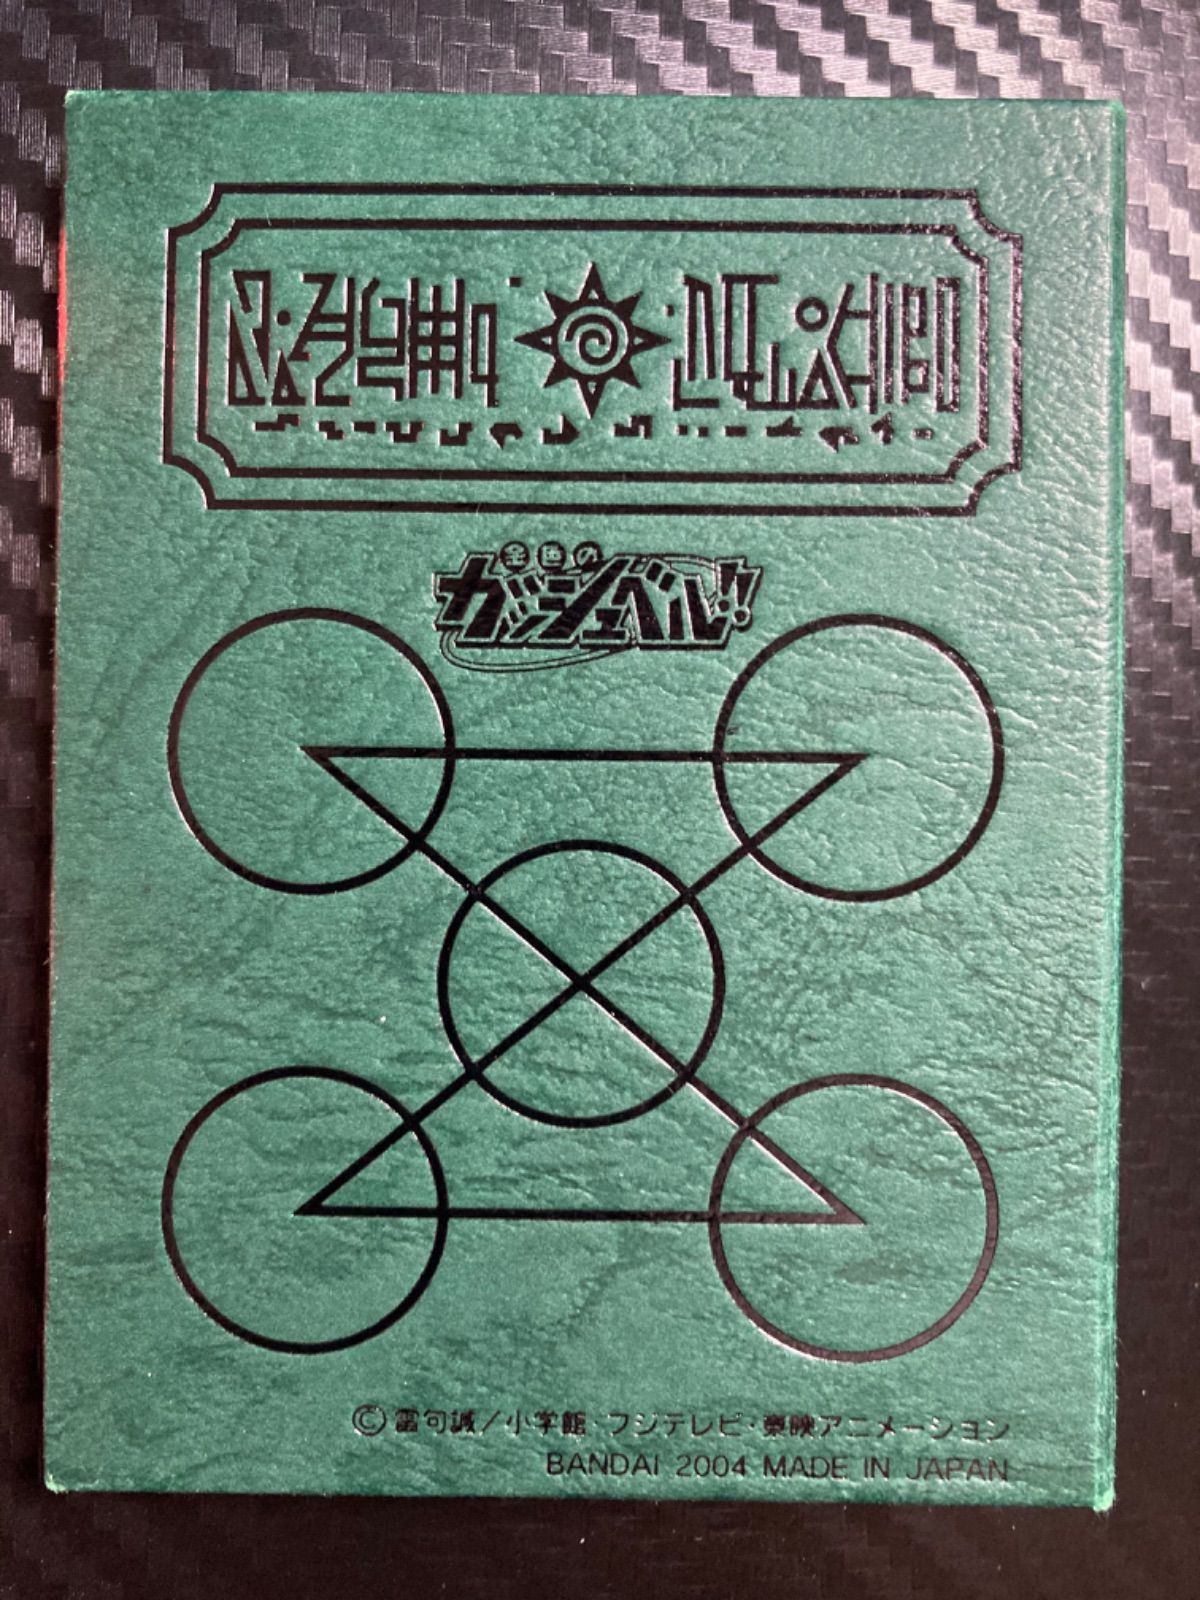 金色のガッシュベル!!
©雷句誠／小学館・フジテレビ・東映アニメーション
BANDAI 2004 MADE IN JAPAN